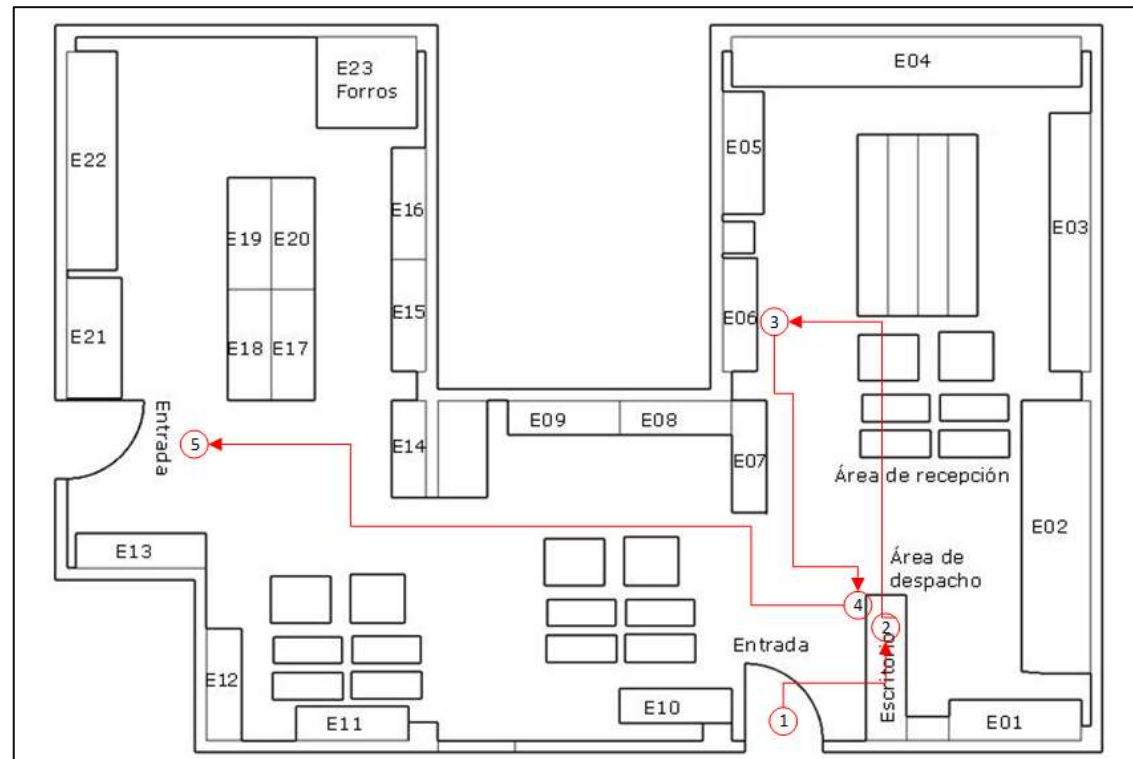 E23
Forros
E04
E05
E22
E16
E03
E19
E20
E15
E06
3
E21
E18
E17
Entrada
5
E14
E09
E08
E07
Área de recepción
E02
E13
Área de
despacho
4
2
Entrada
Escritorio
E12
E11
E10
1
E01